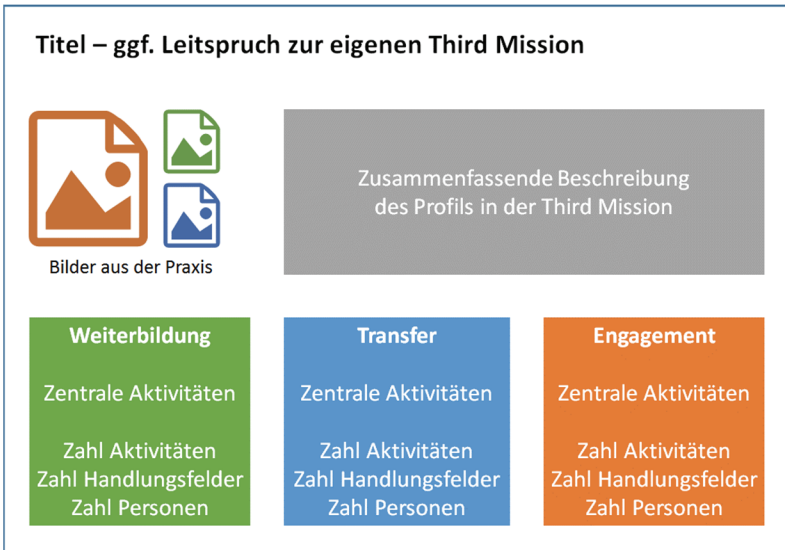 Titel – ggf. Leitspruch zur eigenen Third Mission
Zusammenfassende Beschreibung
des Profils in der Third Mission
Bilder aus der Praxis
Weiterbildung
Zentrale Aktivitäten
Zahl Aktivitäten
Zahl Handlungsfelder
Zahl Personen
Transfer
Zentrale Aktivitäten
Zahl Aktivitäten
Zahl Handlungsfelder
Zahl Personen
Engagement
Zentrale Aktivitäten
Zahl Aktivitäten
Zahl Handlungsfelder
Zahl Personen